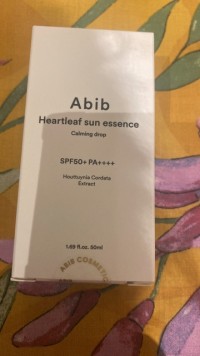 Abib
Heartleaf sun essence
Calming drop
SPF50+ PA++++
Houttuynia Cordata
Extract
1.69 fl.oz. 50ml
ABIB COSMETIC